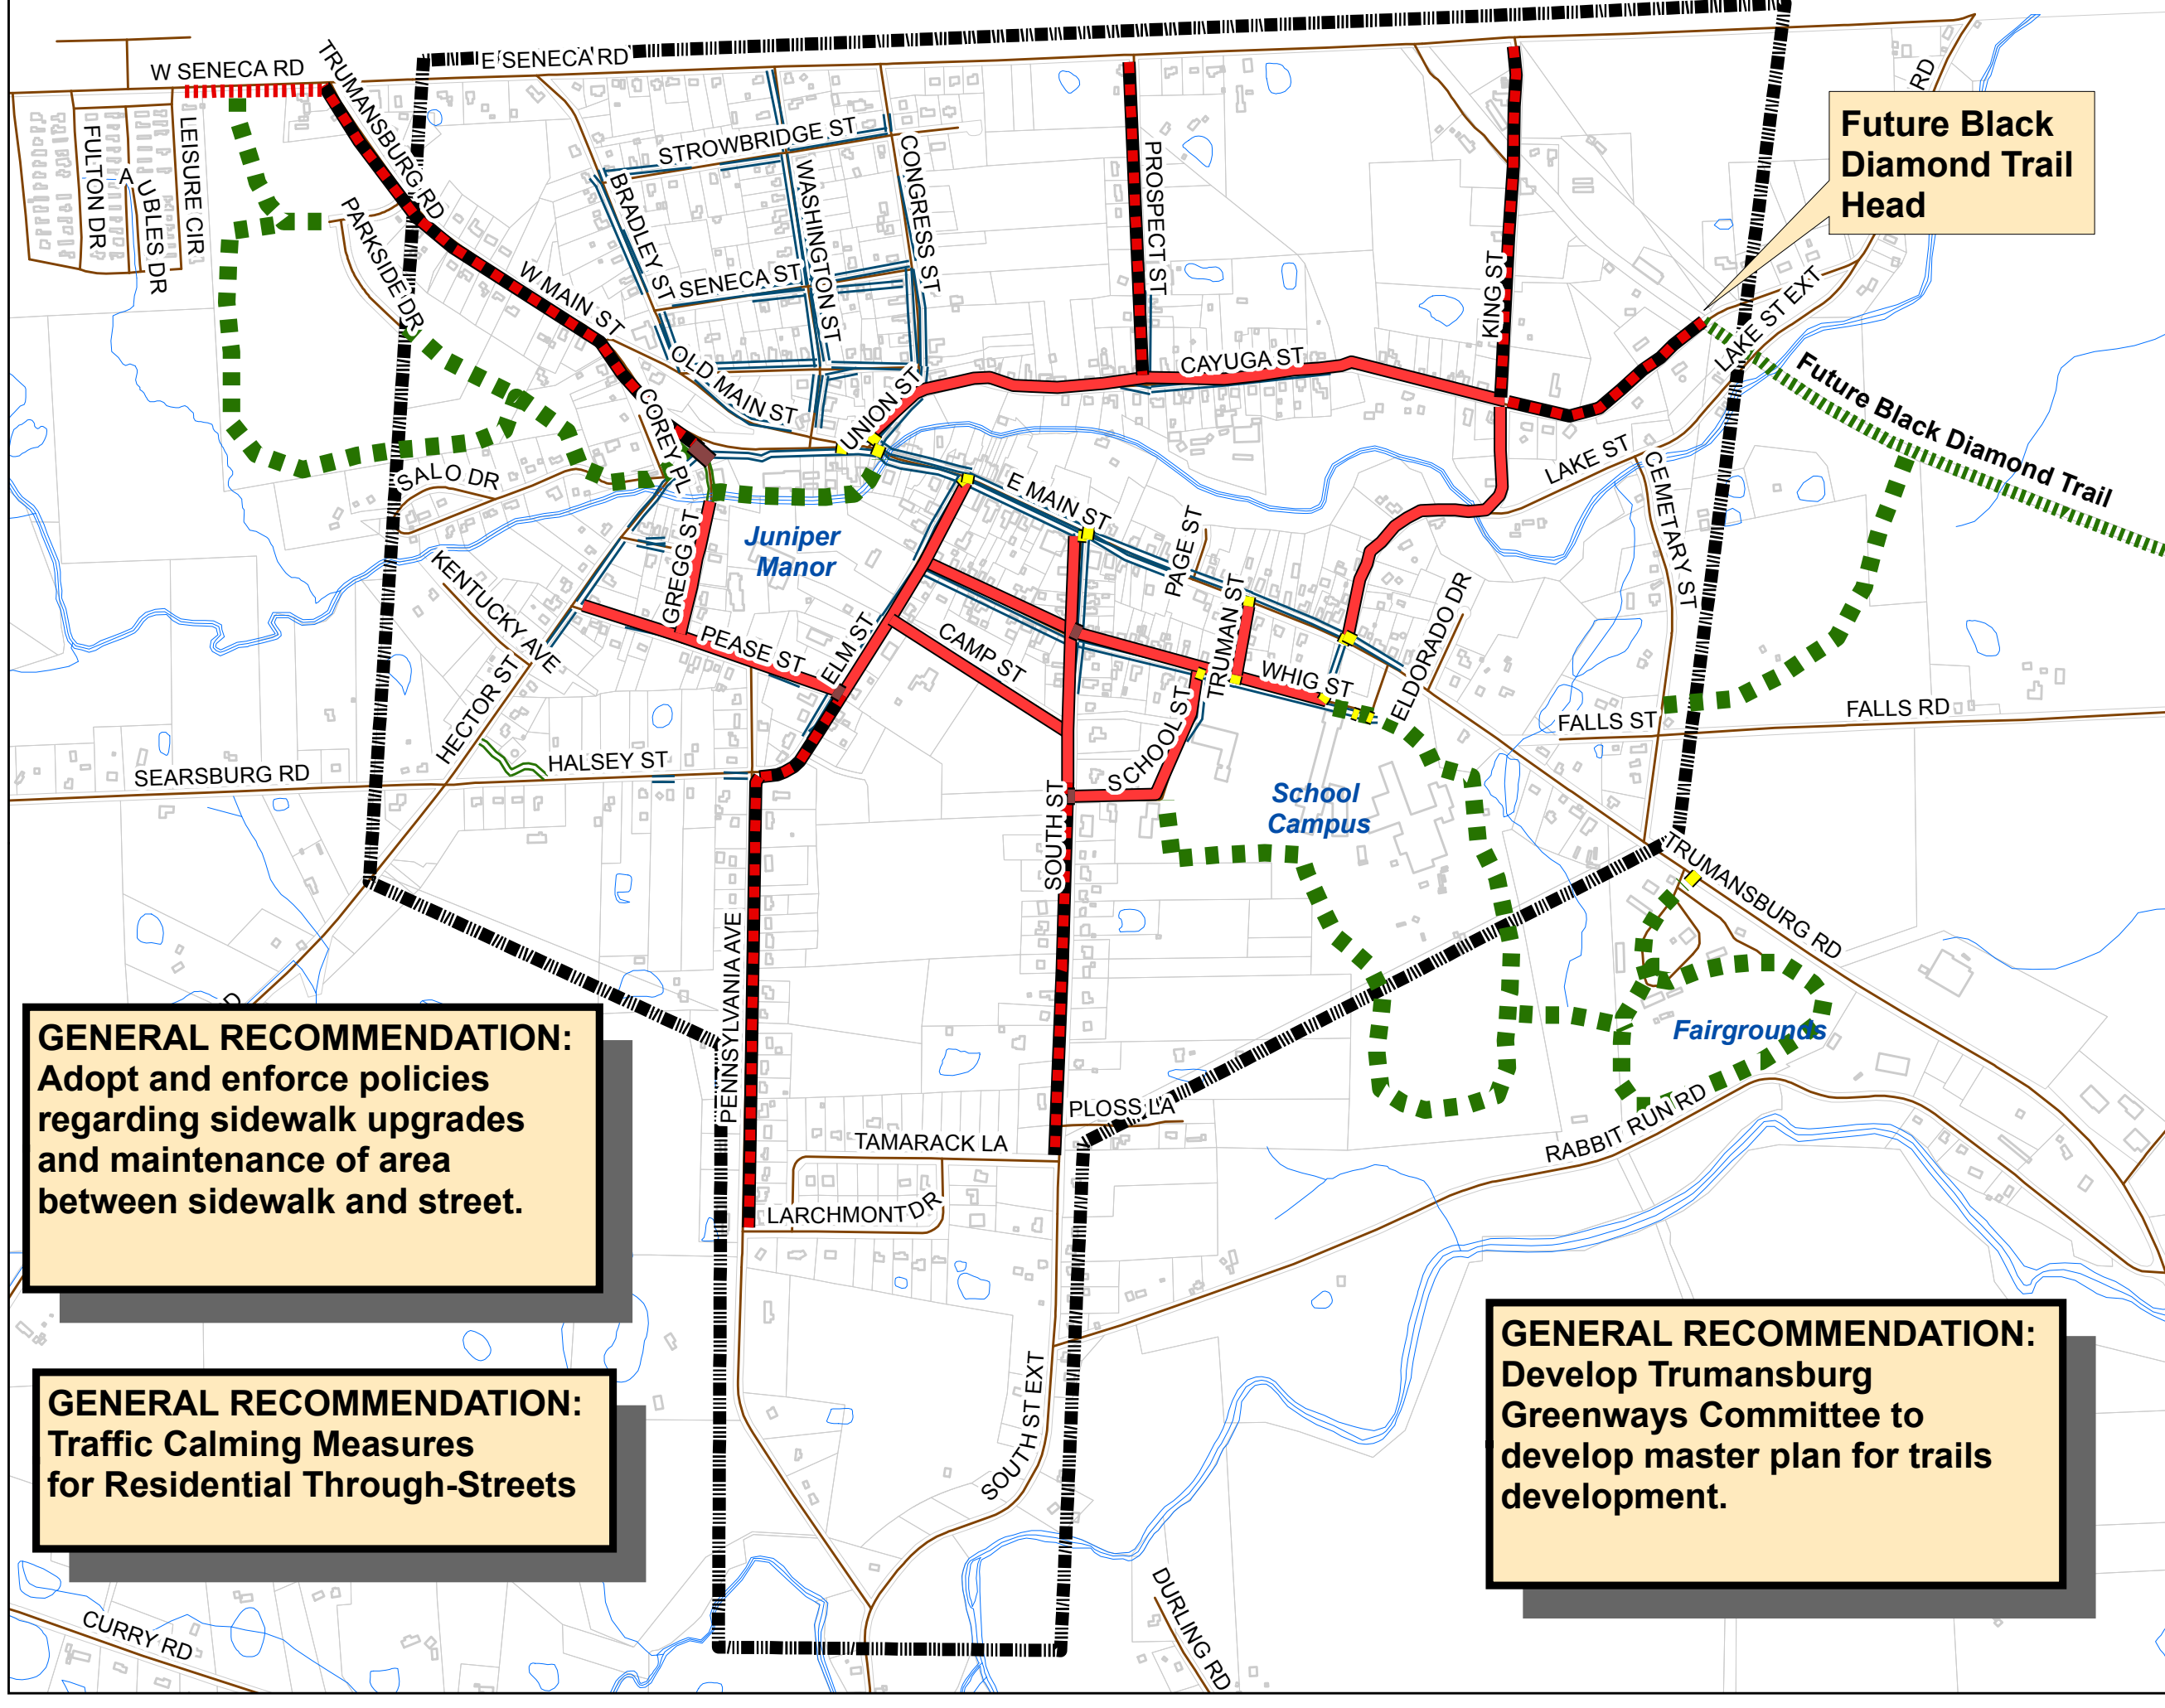 W SENECA RD
E SENECA RD
TRUMANSBURG RD
RD
Future Black
Diamond Trail
Head
LEISURE CIR
FULTON DR
AUBLES DR
PARKSIDE DR
STROWBRIDGE ST
BRADLEY ST
WASHINGTON ST
CONGRESS ST
PROSPECT ST
KING ST
W MAIN ST
SENECA ST
OLD MAIN ST
UNION ST
CAYUGA ST
LAKE ST EXT
Future Black Diamond Trail
COREY PL
SALO DR
E MAIN ST
LAKE ST
CEMETARY ST
Juniper
Manor
GREGG ST
PAGE ST
KENTUCKY AVE
PEASE ST
ELM ST
CAMP ST
TRUMAN ST
WHIG ST
ELDORADO DR
HECTOR ST
SCHOOL ST
FALLS ST
FALLS RD
SEARSBURG RD
HALSEY ST
SOUTH ST
School
Campus
TRUMANSBURG RD
PENNSYLVANIA AVE
D
Fairgrounds
GENERAL RECOMMENDATION:
Adopt and enforce policies
regarding sidewalk upgrades
and maintenance of area
between sidewalk and street.
PLOSS LA
TAMARACK LA
RABBIT RUN RD
LARCHMONT DR
SOUTH ST EXT
GENERAL RECOMMENDATION:
Traffic Calming Measures
for Residential Through-Streets
GENERAL RECOMMENDATION:
Develop Trumansburg
Greenways Committee to
develop master plan for trails
development.
CURRY RD
DURLING RD